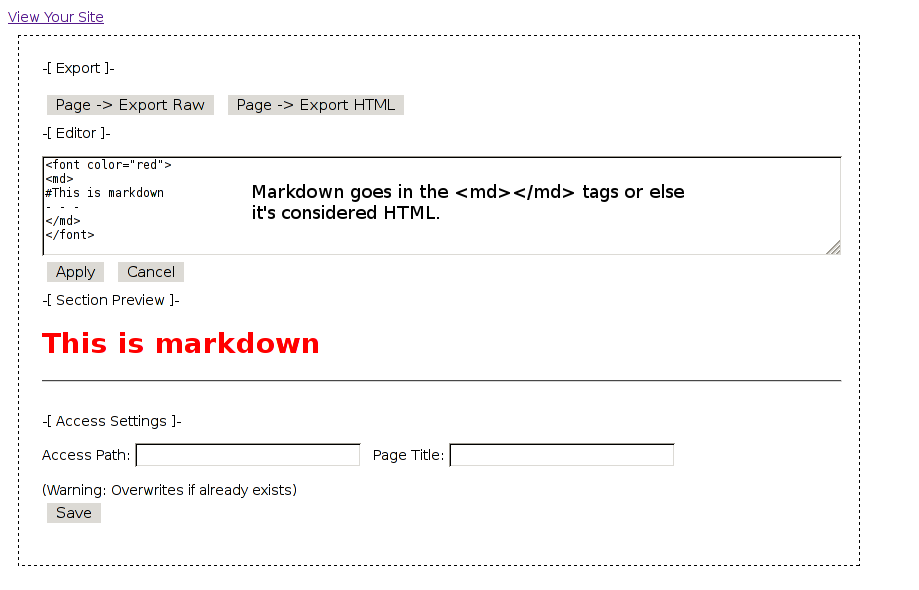 View Your Site
-[ Export ]-
Page -> Export Raw Page -> Export HTML
-[ Editor ]-
<font color="red">
<md>
#This is markdown
- - -
</md>
</font>
Markdown goes in the <md></md> tags or else
it's considered HTML.
Apply Cancel
-[ Section Preview ]-
This is markdown
-[ Access Settings ]-
Access Path: Page Title:
(Warning: Overwrites if already exists)
Save